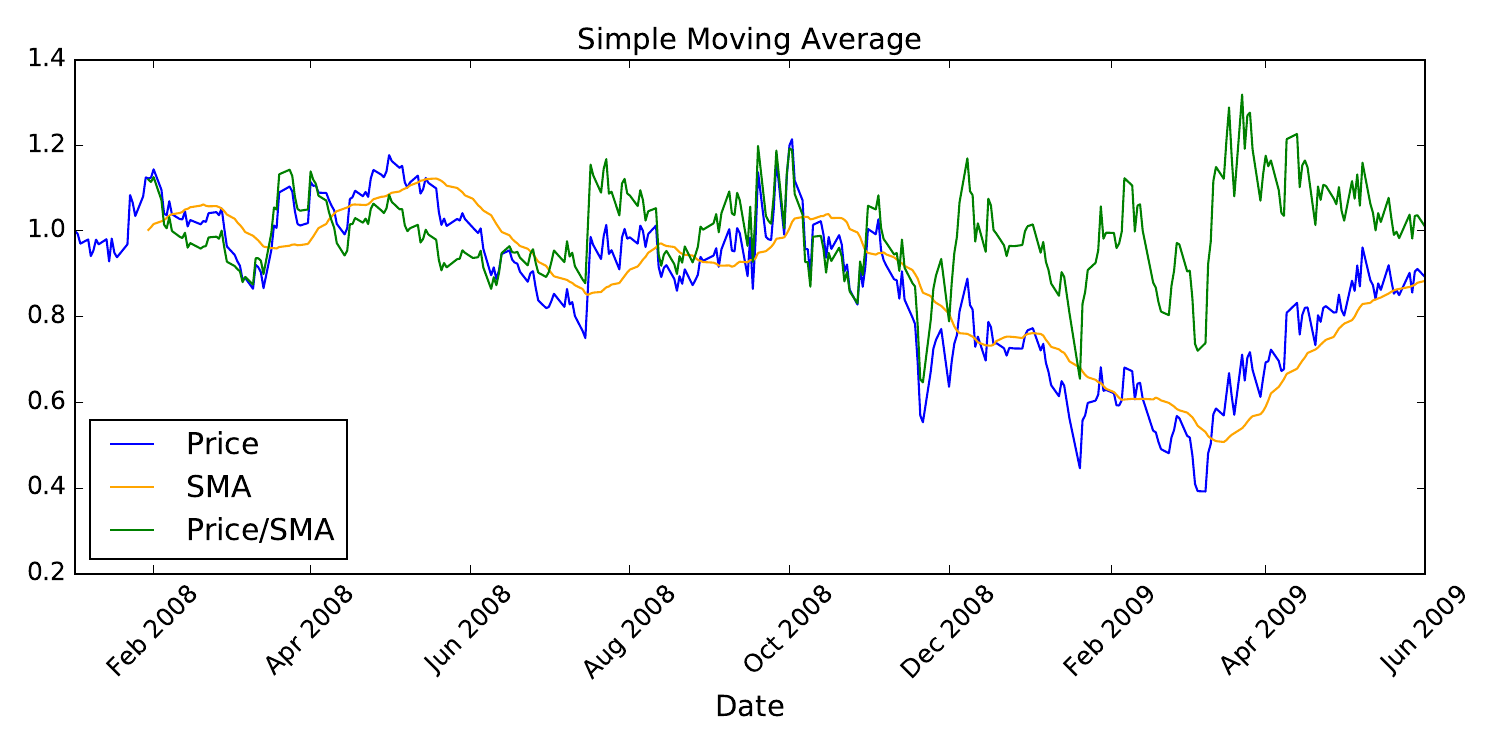 Simple Moving Average
1.4
1.2
1.0
0.8
0.6
0.4
0.2
Price
SMA
Price/SMA
Feb 2008
Apr 2008
Jun 2008
Aug 2008
Oct 2008
Dec 2008
Feb 2009
Apr 2009
Jun 2009
Date